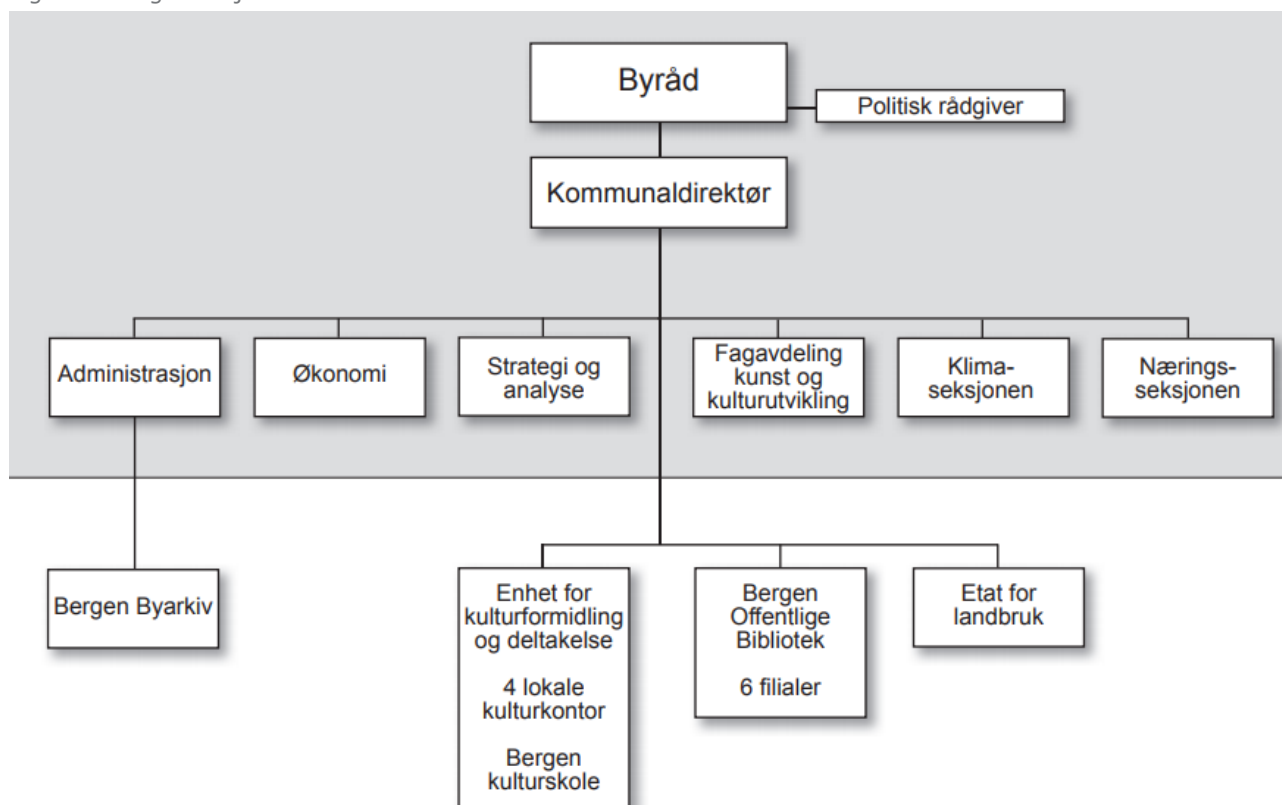 Byråd
Politisk rådgiver
Kommunaldirektør
Administrasjon
Økonomi
Strategi og
analyse
Fagavdeling
kunst og
kulturutvikling
Klima-
seksjonen
Nærings-
seksjonen
Bergen Byarkiv
Enhet for
kulturformidling
og deltakelse
4 lokale
kulturkontor
Bergen
kulturskole
Bergen
Offentlige
Bibliotek
6 filialer
Etat for
landbruk